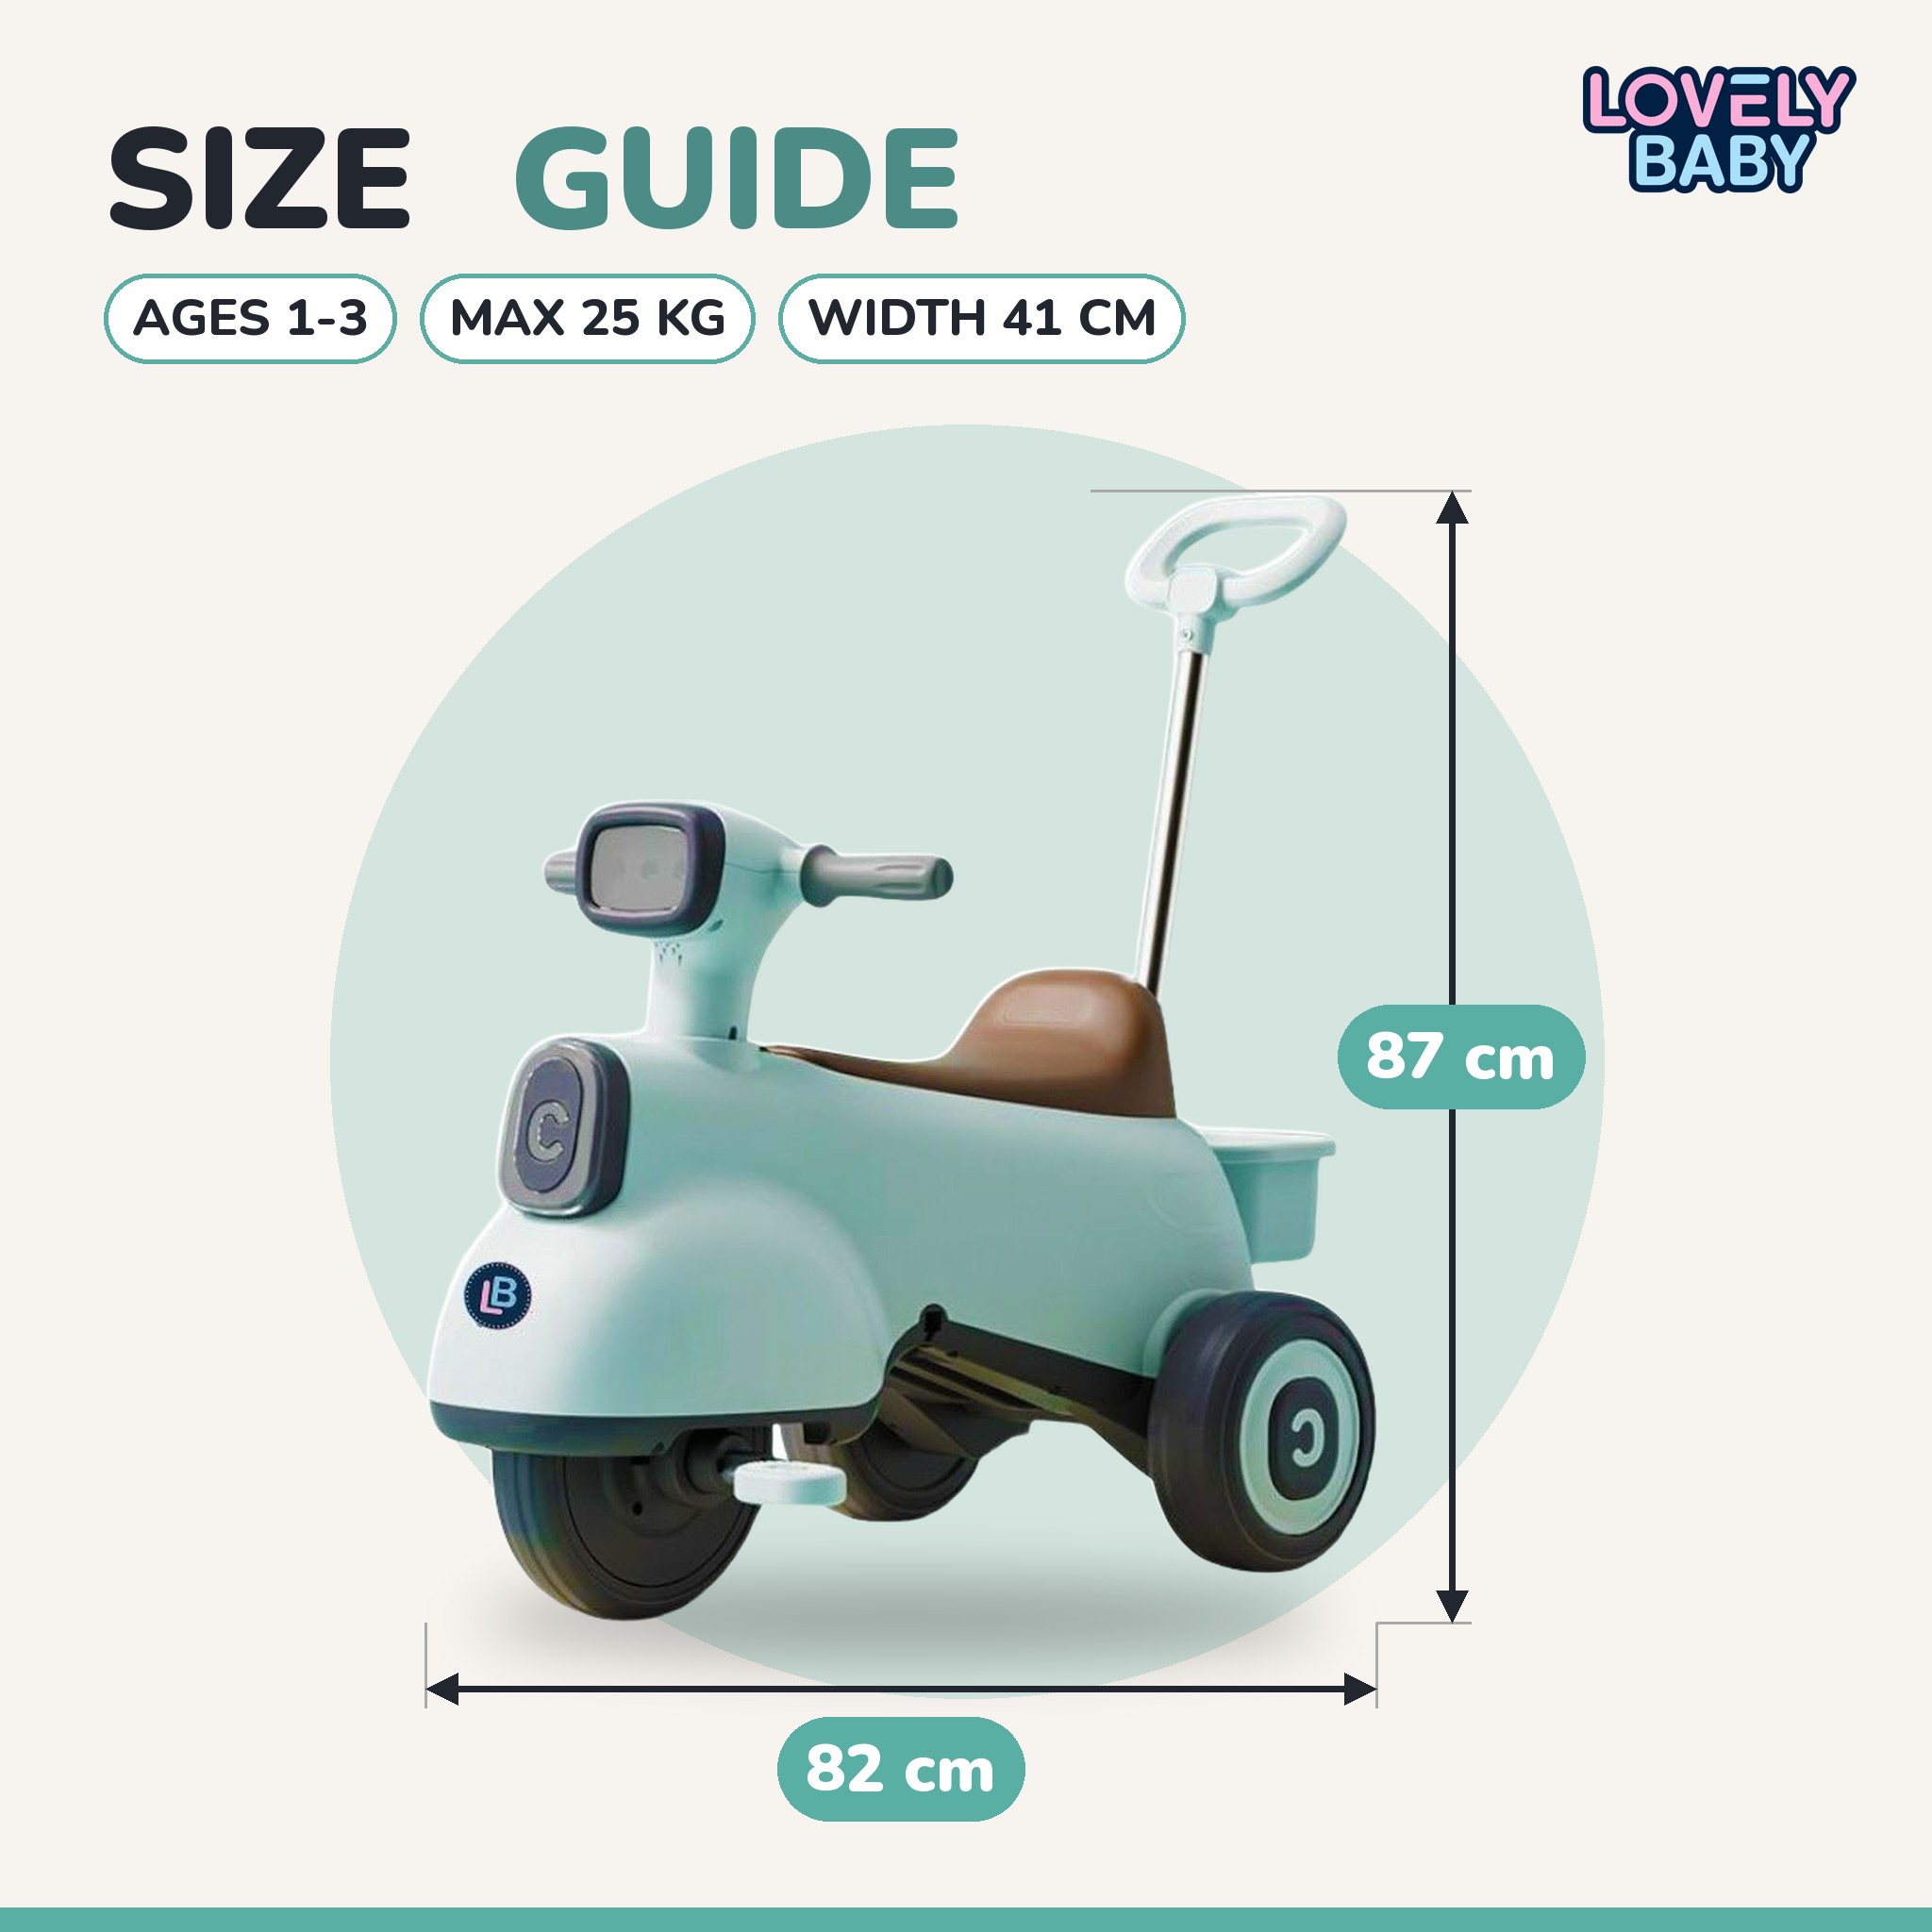 LOVELY
BABY
SIZE GUIDE
AGES 1-3
MAX 25 KG
WIDTH 41 CM
87 cm
C
LB
C
82 cm